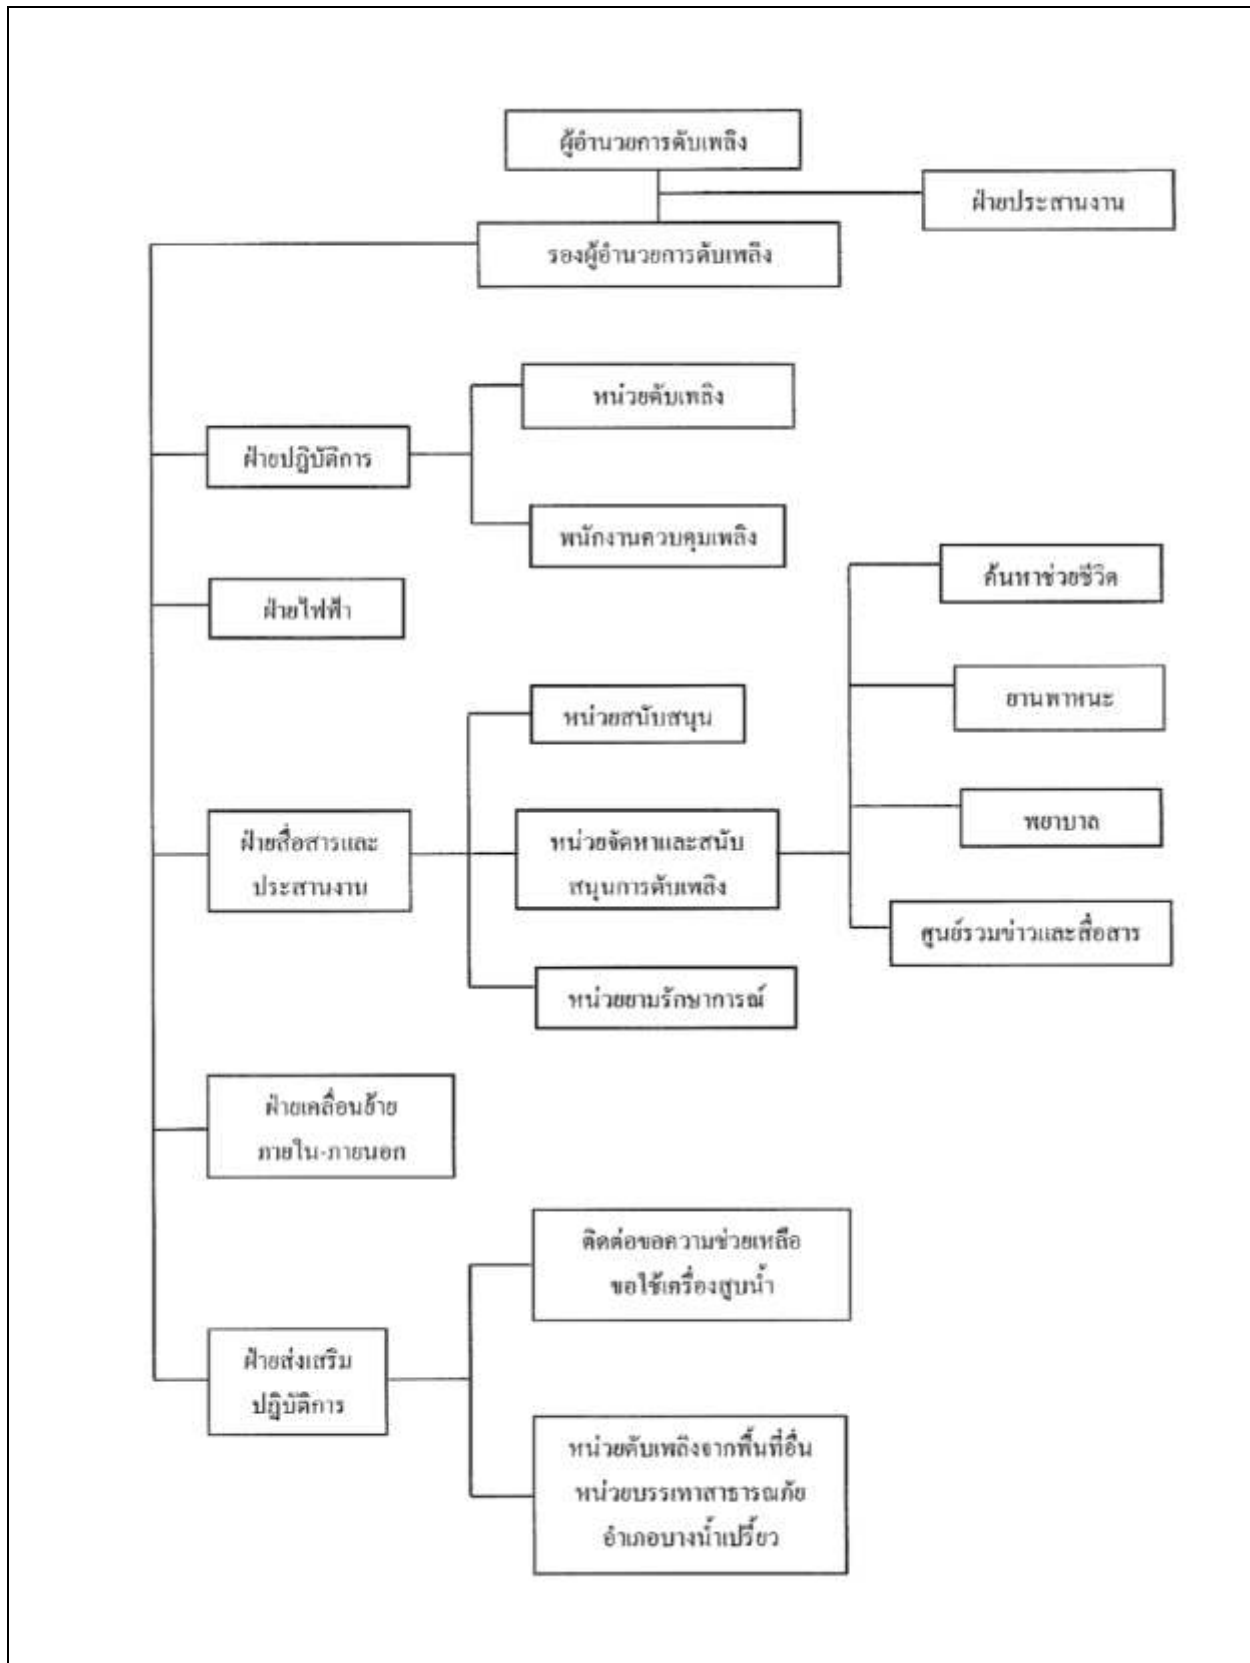 ผู้อำนวยการดับเพลิง
ฝ่ายประสานงาน
รองผู้อำนวยการดับเพลิง
หน่วยดับเพลิง
ฝ่ายปฏิบัติการ
พนักงานควบคุมเพลิง
ค้นหาช่วยชีวิต
ฝ่ายไฟฟ้า
ยานพาหนะ
หน่วยสนับสนุน
พยาบาล
ฝ่ายสื่อสารและ
ประสานงาน
หน่วยจัดหาและสนับ
สนุนการดับเพลิง
ศูนย์รวมข่าวและสื่อสาร
หน่วยยามรักษาการณ์
ฝ่ายเคลื่อนย้าย
ภายใน-ภายนอก
ติดต่อขอความช่วยเหลือ
ขอใช้เครื่องสูบน้ำ
ฝ่ายส่งเสริม
ปฏิบัติการ
หน่วยดับเพลิงจากพื้นที่อื่น
หน่วยบรรเทาสาธารณภัย
อำเภอบางน้ำเปรี้ยว